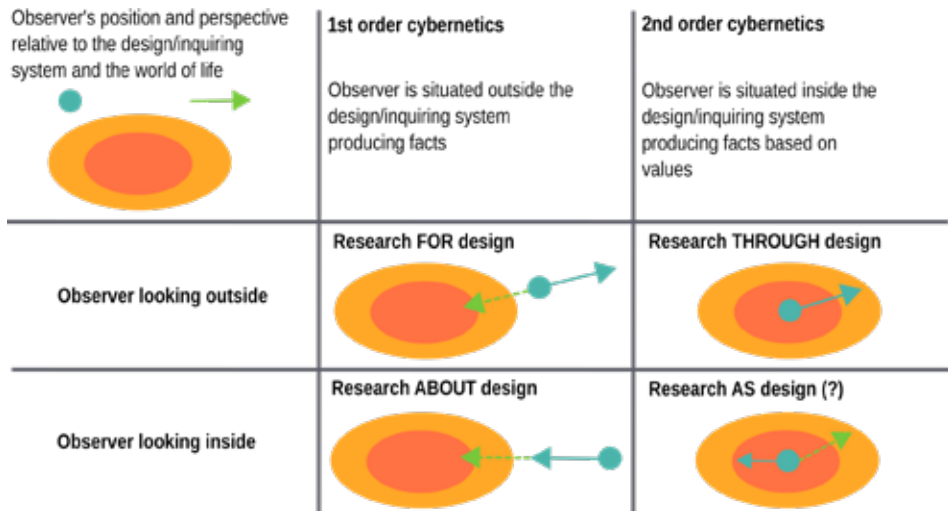 Observer's position and perspective
relative to the design/inquiring
system and the world of life
1st order cybernetics
Observer is situated outside the
design/inquiring system
producing facts
2nd order cybernetics
Observer is situated inside the
design/inquiring system
producing facts based on
values
Observer looking outside
Research FOR design
Research THROUGH design
Observer looking inside
Research ABOUT design
Research AS design (?)